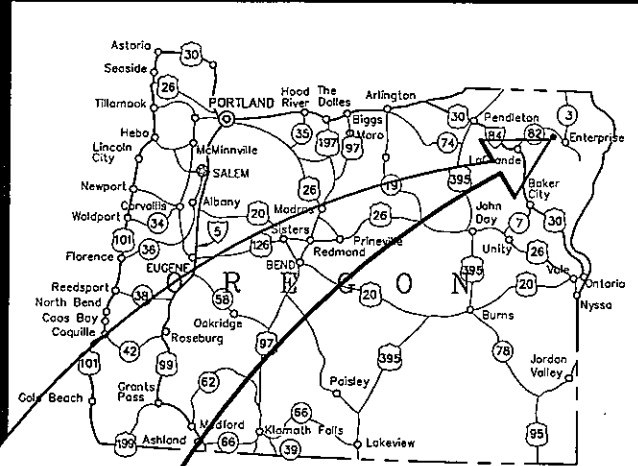 Astoria
30
Seaside
26
PORTLAND
Hood River
The Dalles
Arlington
Tillamook
35
197
Biggs
Moro
97
30
Pendleton
3
74
84
82
Enterprise
LaGrande
Hebo
Lincoln City
McMinnville
SALEM
Newport
Corvallis
Albany
26
19
395
Baker City
Waldport
34
20
Madras
26
John Day
7
30
101
5
Sisters
Prineville
Unity
26
Florence
36
126
Redmond
Vale
Ontario
EUGENE
BEND
395
20
Nyssa
OREGON
Reedsport
North Bend
38
58
20
Coos Bay
Oakridge
Burns
Coquille
Roseburg
97
78
42
101
99
395
Jordan Valley
Gold Beach
Grants Pass
62
Paisley
Medford
66
95
199
Ashland
66
Klamath Falls
39
Lakeview